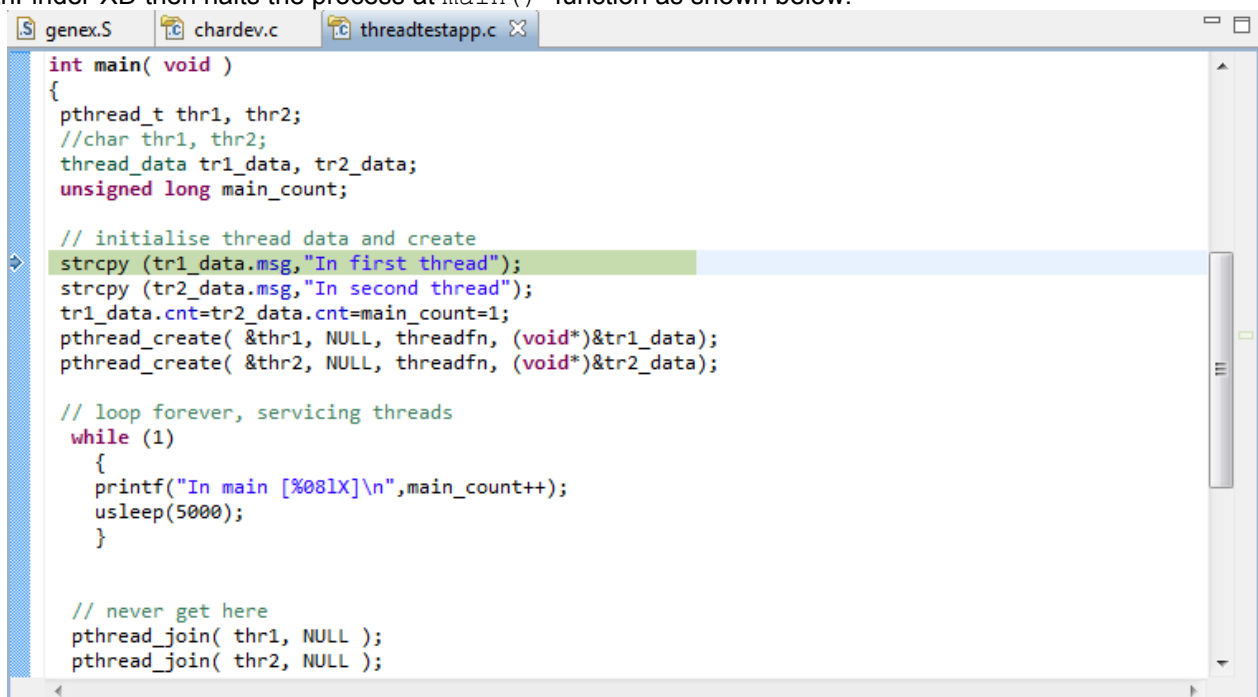 inder XD then halts the process at main() function as shown below.
genex.S chardev.c threadtestapp.c
int main( void )
{
pthread_t thr1, thr2;
//char thr1, thr2;
thread_data tr1_data, tr2_data;
unsigned long main_count;
// initialise thread data and create
strcpy (tr1_data.msg,"In first thread");
strcpy (tr2_data.msg,"In second thread");
tr1_data.cnt=tr2_data.cnt=main_count=1;
pthread_create( &thr1, NULL, threadfn, (void*)&tr1_data);
pthread_create( &thr2, NULL, threadfn, (void*)&tr2_data);
// loop forever, servicing threads
while (1)
{
printf("In main [%08lX]\n",main_count++);
usleep(5000);
}
// never get here
pthread_join( thr1, NULL );
pthread_join( thr2, NULL );